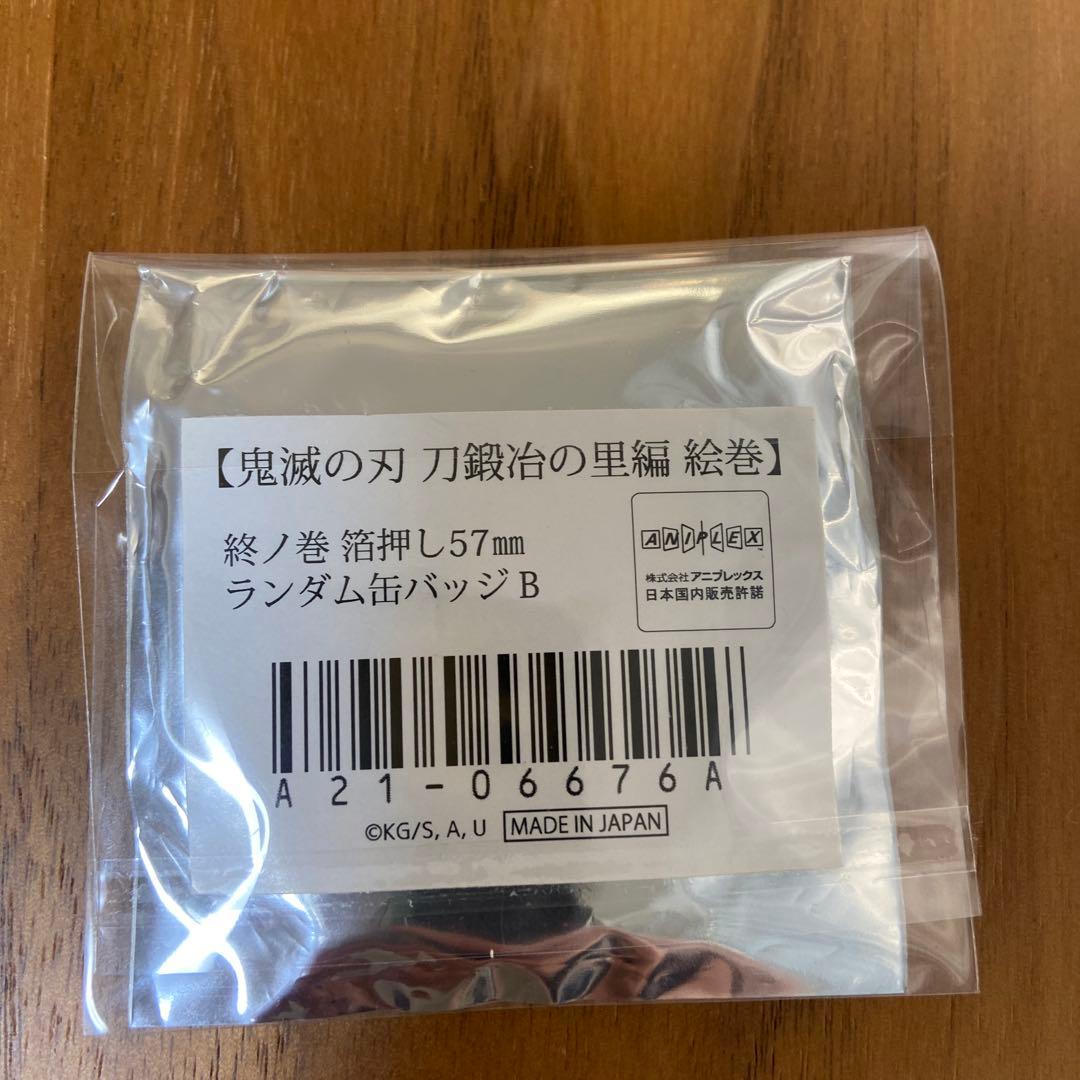 【鬼滅の刃 刀鍛冶の里編 絵巻】
終ノ巻 箔押し57㎜
ランダム缶バッジ B
ANIPLEX
株式会社 アニプレックス
日本国内販売許諾
A21-06676A
©KG/S, A, U
MADE IN JAPAN